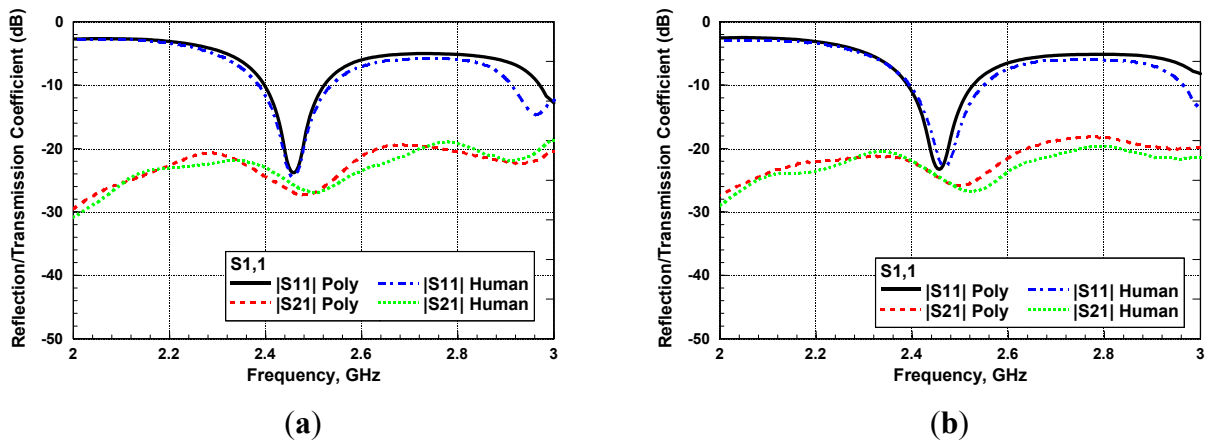 Reflection/Transmission Coefficient (dB)
0
-10
-20
-30
-40
-50
S1,1
|S11| Poly |S11| Human
|S21| Poly |S21| Human
2 2.2 2.4 2.6 2.8 3
Frequency, GHz
(a)
Reflection/Transmission Coefficient (dB)
0
-10
-20
-30
-40
-50
S1,1
|S11| Poly |S11| Human
|S21| Poly |S21| Human
2 2.2 2.4 2.6 2.8 3
Frequency, GHz
(b)